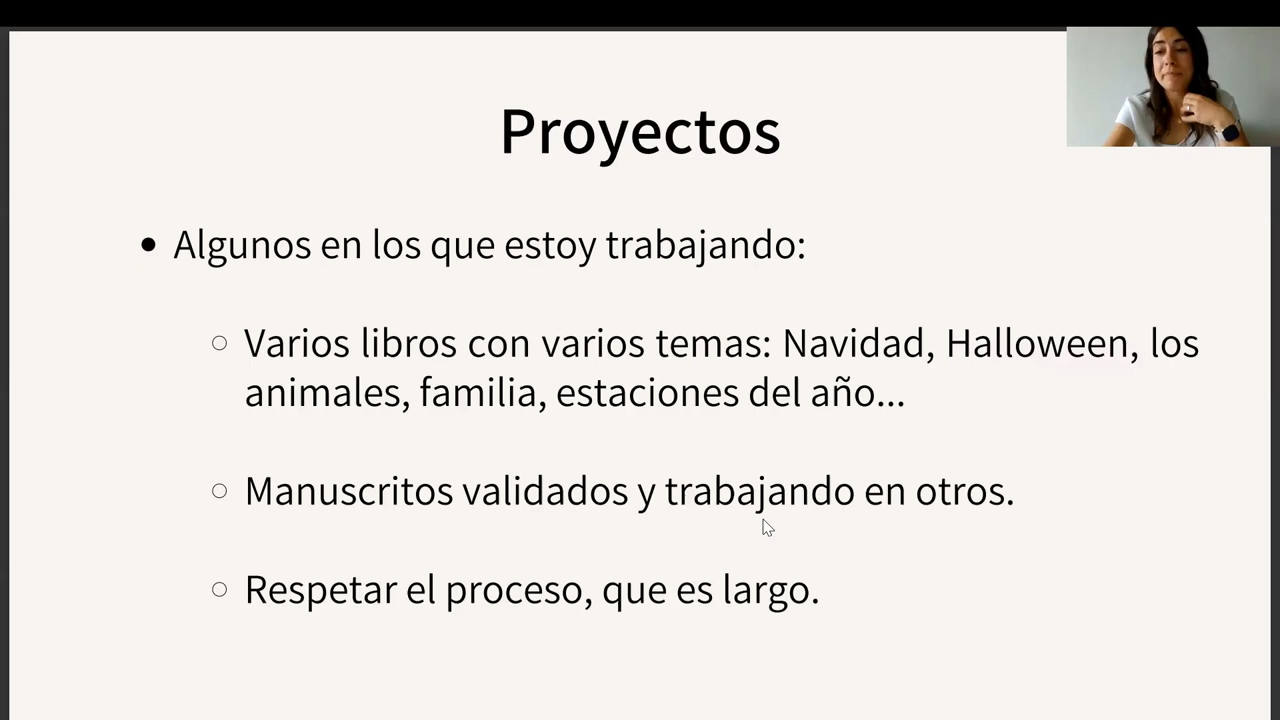 Proyectos
Algunos en los que estoy trabajando:
Varios libros con varios temas: Navidad, Halloween, los
animales, familia, estaciones del año...
Manuscritos validados y trabajando en otros.
Respetar el proceso, que es largo.